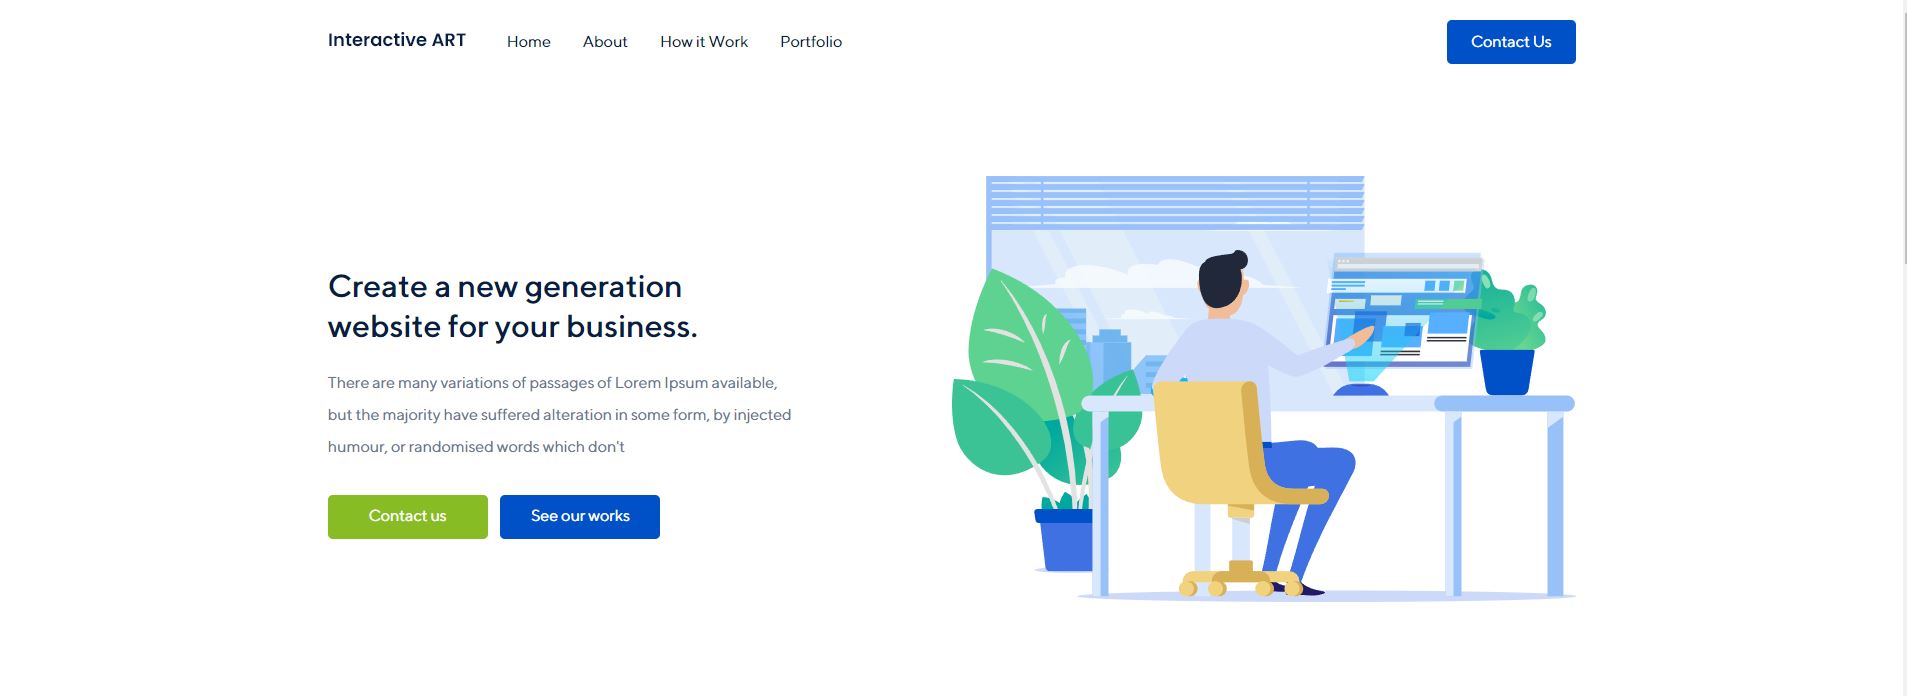 Interactive ART
Home
About
How it Work
Portfolio
Contact Us
Create a new generation
website for your business.
There are many variations of passages of Lorem Ipsum available,
but the majority have suffered alteration in some form, by injected
humour, or randomised words which don't
Contact us
See our works